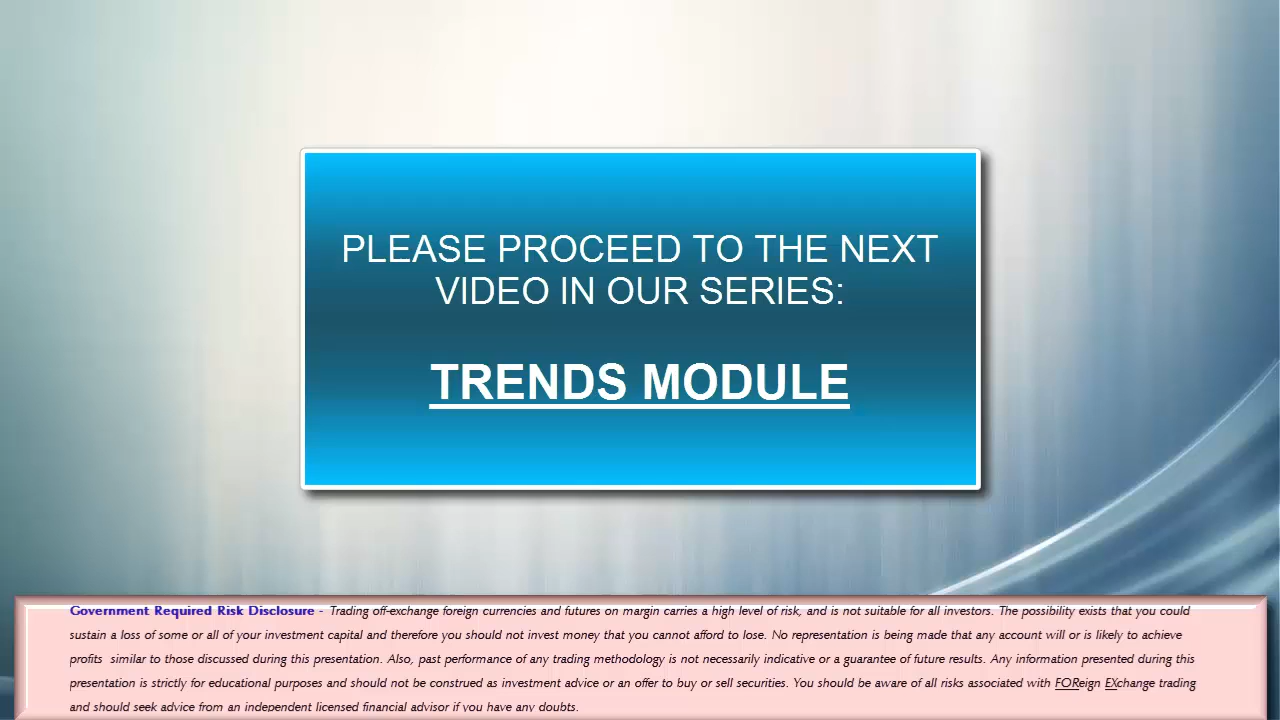 PLEASE PROCEED TO THE NEXT
VIDEO IN OUR SERIES:
TRENDS MODULE
Government Required Risk Disclosure - Trading off-exchange foreign currencies and futures on margin carries a high level of risk, and is not suitable for all investors. The possibility exists that you could
sustain a loss of some or all of your investment capital and therefore you should not invest money that you cannot afford to lose. No representation is being made that any account will or is likely to achieve
profits similar to those discussed during this presentation. Also, past performance of any trading methodology is not necessarily indicative or a guarantee of future results. Any information presented during this
presentation is strictly for educational purposes and should not be construed as investment advice or an offer to buy or sell securities. You should be aware of all risks associated with FOReign EXchange trading
and should seek advice from an independent licensed financial advisor if you have any doubts.